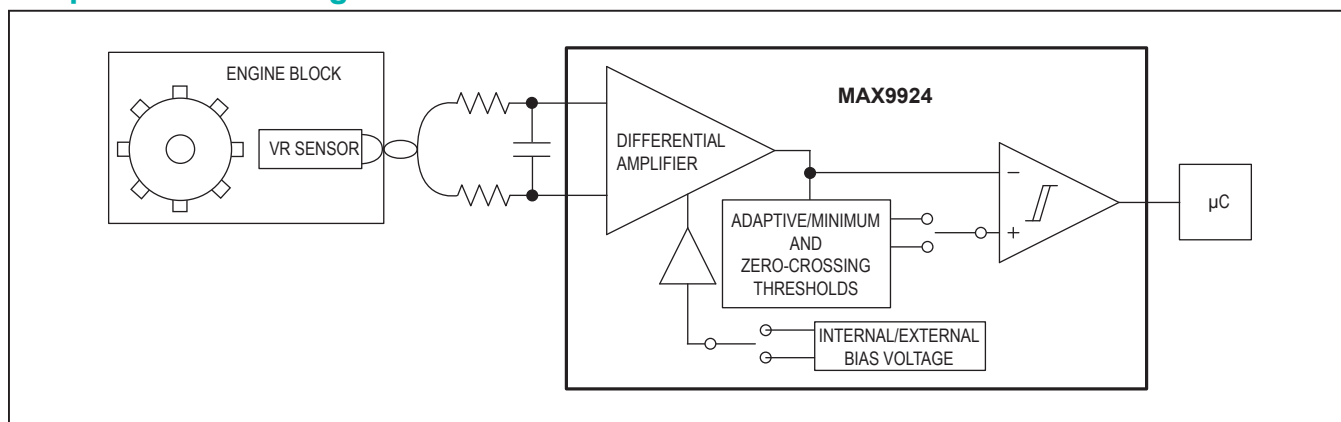 ENGINE BLOCK
VR SENSOR
MAX9924
DIFFERENTIAL
AMPLIFIER
−
+
ADAPTIVE/MINIMUM
AND
ZERO-CROSSING
THRESHOLDS
INTERNAL/EXTERNAL
BIAS VOLTAGE
µC